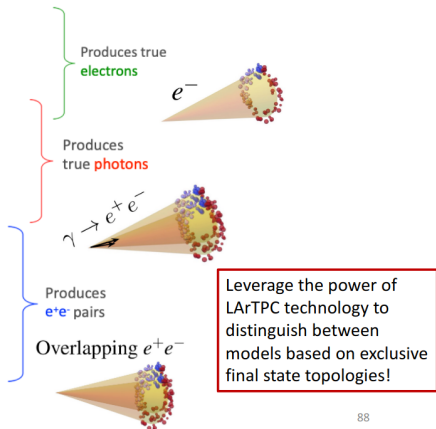 Produces true
electrons
e⁻
Produces
true photons
γ → e⁺ e⁻
Produces
e⁺e⁻ pairs
Overlapping e⁺e⁻
Leverage the power of
LArTPC technology to
distinguish between
models based on exclusive
final state topologies!
88